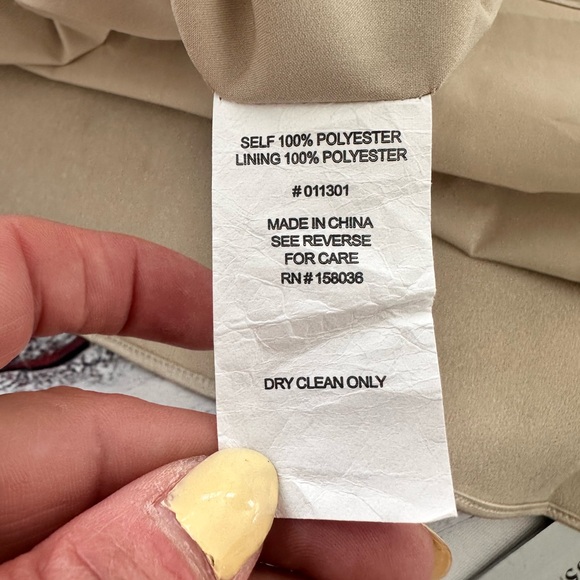 SELF 100% POLYESTER
LINING 100% POLYESTER
# 011301
MADE IN CHINA
SEE REVERSE
FOR CARE
RN # 158036
DRY CLEAN ONLY